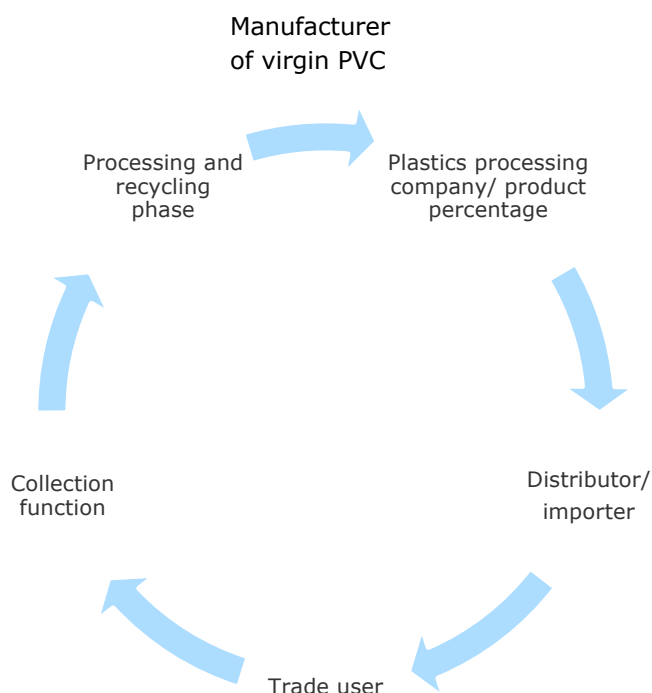 Manufacturer
of virgin PVC
Processing and
recycling
phase
Plastics processing
company/ product
percentage
Distributor/
importer
Trade user
Collection
function